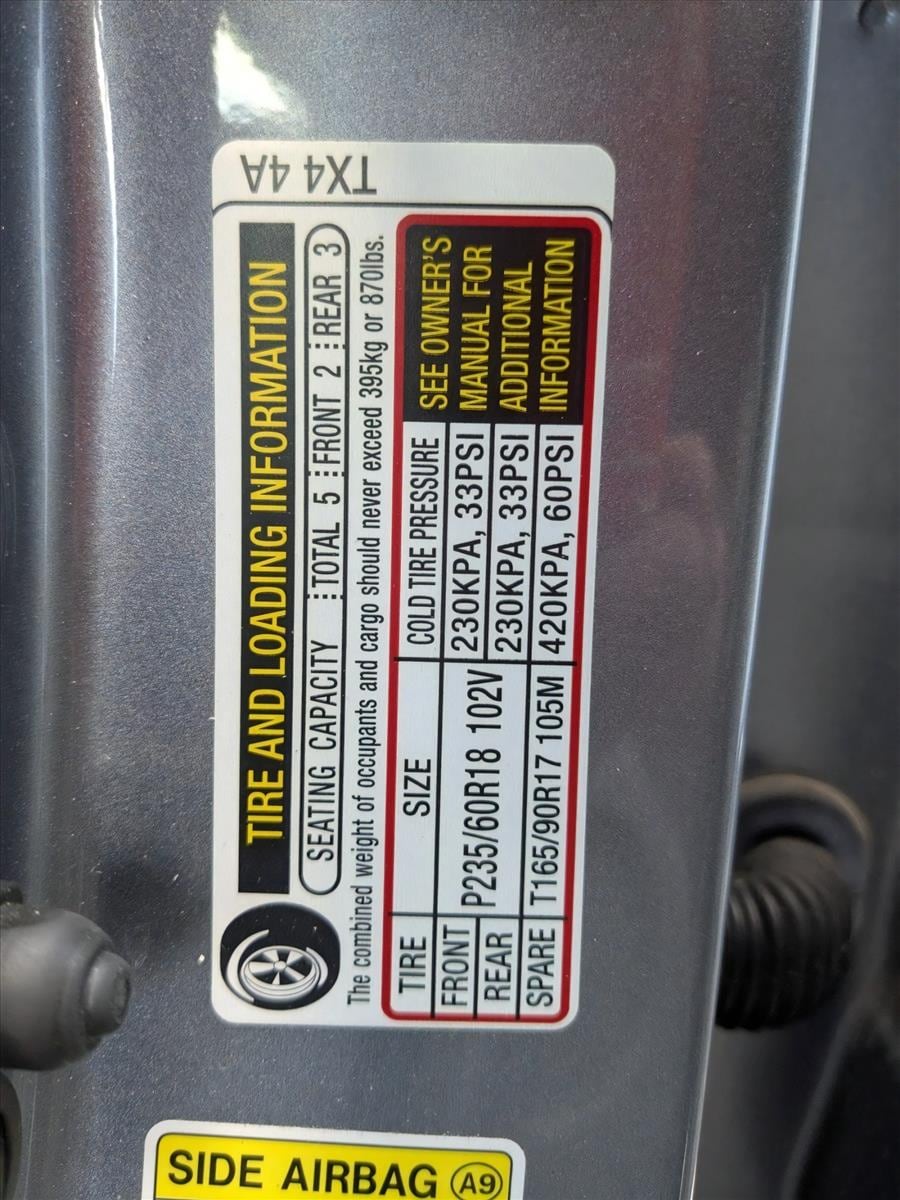 TX4 4A
TIRE AND LOADING INFORMATION
SEATING CAPACITY TOTAL 5 FRONT 2 REAR 3
The combined weight of occupants and cargo should never exceed 395kg or 870lbs.
TIRE SIZE COLD TIRE PRESSURE
FRONT P235/60R18 102V 230KPA, 33PSI
REAR 230KPA, 33PSI
SPARE T165/90R17 105M 420KPA, 60PSI
SEE OWNER'S
MANUAL FOR
ADDITIONAL
INFORMATION
SIDE AIRBAG A9